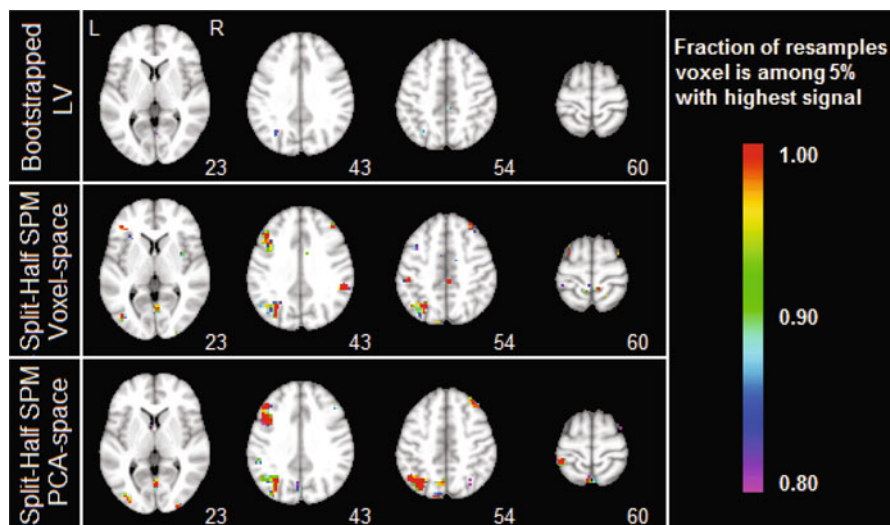 Bootstrapped
LV
L R
23 43 54 60
Split-Half SPM
Voxel-space
23 43 54 60
Split-Half SPM
PCA-space
23 43 54 60
Fraction of resamples
voxel is among 5%
with highest signal
1.00
0.90
0.80